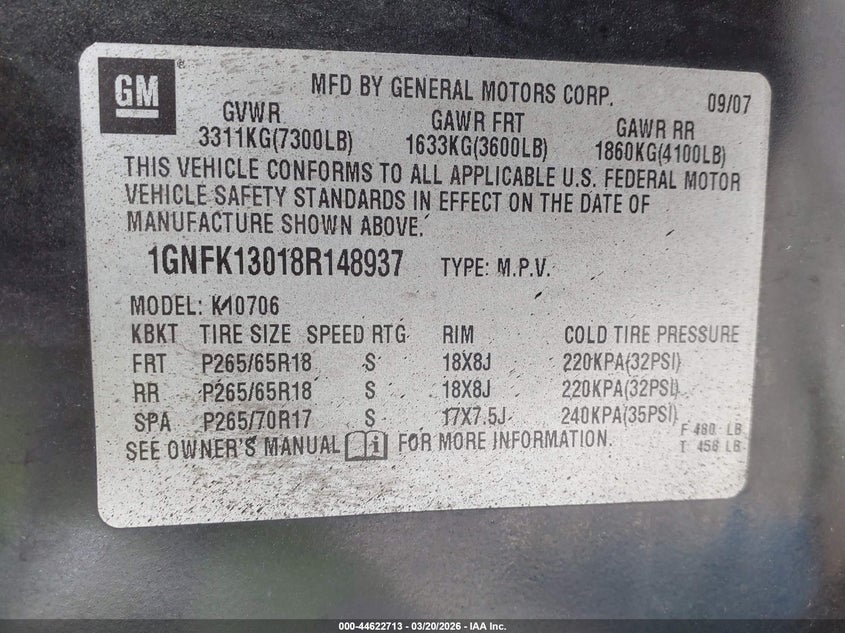 GM
MFD BY GENERAL MOTORS CORP. 09/07
GVWR GAWR FRT GAWR RR
3311KG(7300LB) 1633KG(3600LB) 1860KG(4100LB)
THIS VEHICLE CONFORMS TO ALL APPLICABLE U.S. FEDERAL MOTOR
VEHICLE SAFETY STANDARDS IN EFFECT ON THE DATE OF
MANUFACTURE SHOWN ABOVE.
1GNFK13018R148937 TYPE: M.P.V.
MODEL: K10706
KBKT TIRE SIZE SPEED RTG RIM COLD TIRE PRESSURE
FRT P265/65R18 S 18X8J 220KPA(32PSI)
RR P265/65R18 S 18X8J 220KPA(32PSI)
SPA P265/70R17 S 17X7.5J 240KPA(35PSI)
F 480 LB
SEE OWNER'S MANUAL i FOR MORE INFORMATION.
T 456 LB
000-44622713 - 03/20/2026 - IAA Inc.